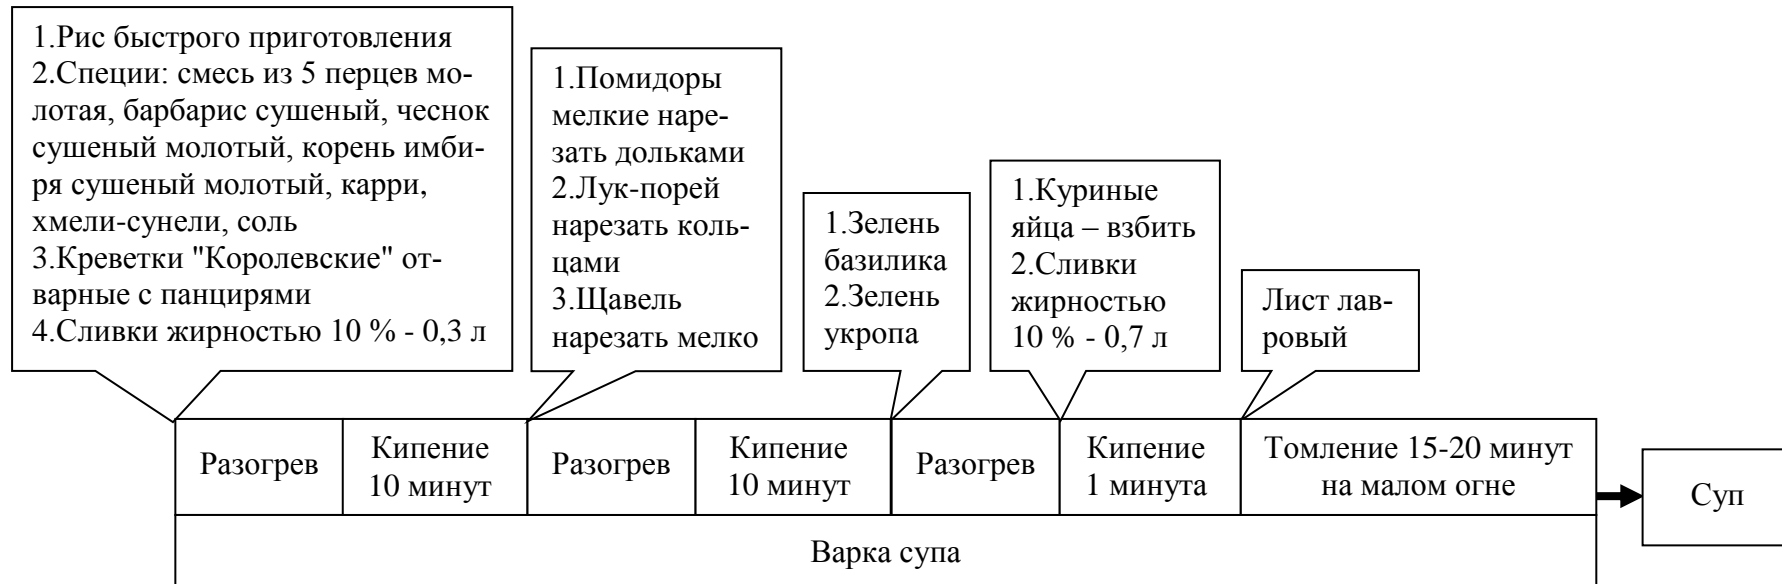 1.Рис быстрого приготовления
2.Специи: смесь из 5 перцев мо-
лотая, барбарис сушеный, чеснок
сушеный молотый, корень имби-
ря сушеный молотый, карри,
хмели-сунели, соль
3.Креветки "Королевские" от-
варные с панцирями
4.Сливки жирностью 10 % - 0,3 л
1.Помидоры
мелкие наре-
зать дольками
2.Лук-порей
нарезать коль-
цами
3.Щавель
нарезать мелко
1.Зелень
базилика
2.Зелень
укропа
1.Куриные
яйца – взбить
2.Сливки
жирностью
10 % - 0,7 л
Лист лав-
ровый
Разогрев
Кипение
10 минут
Разогрев
Кипение
10 минут
Разогрев
Кипение
1 минута
Томление 15-20 минут
на малом огне
Суп
Варка супа